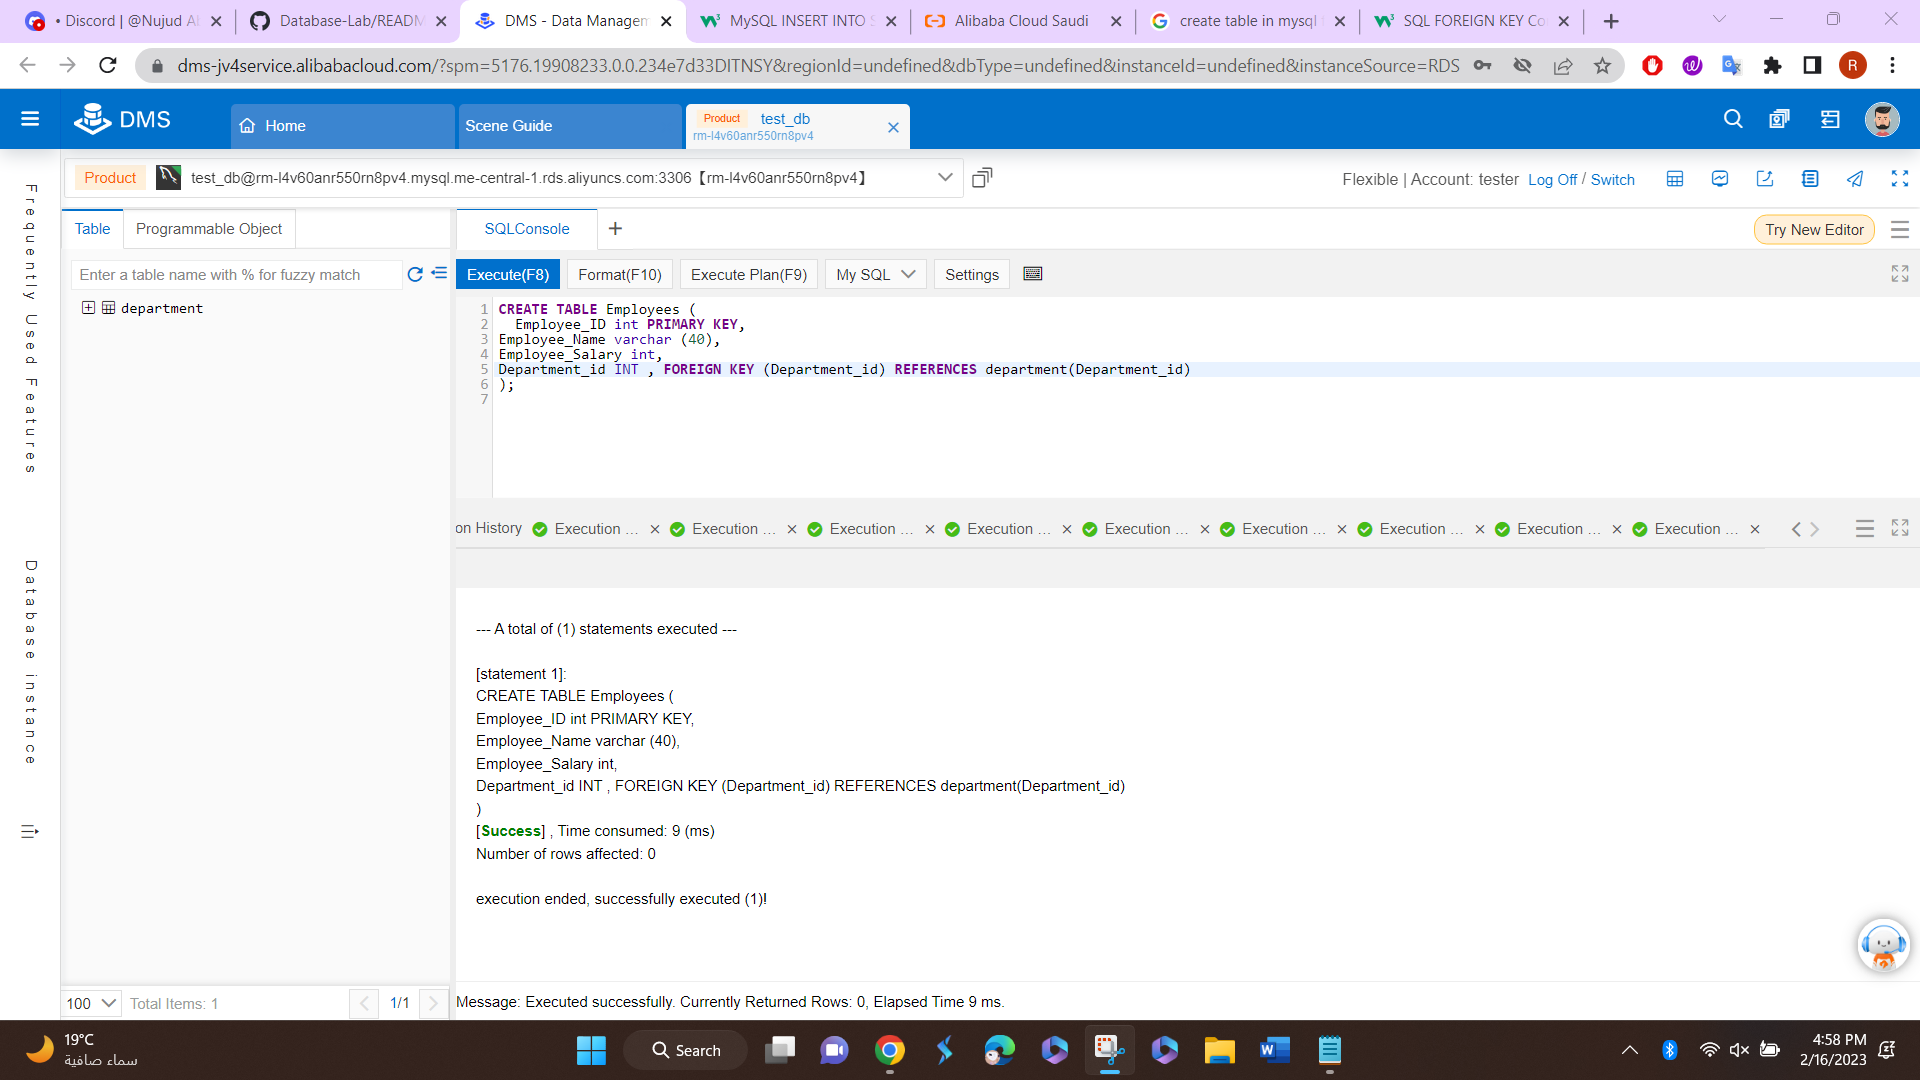 • Discord | @Nujud Al
Database-Lab/READM
DMS - Data Managem
MySQL INSERT INTO S
Alibaba Cloud Saudi
create table in mysql
SQL FOREIGN KEY Co
dms-jv4service.alibabacloud.com/?spm=5176.19908233.0.0.234e7d33DITNSY&regionId=undefined&dbType=undefined&instanceId=undefined&instanceSource=RDS
R
DMS
Home
Scene Guide
Product test_db
rm-l4v60anr550rn8pv4
Product test_db@rm-l4v60anr550rn8pv4.mysql.me-central-1.rds.aliyuncs.com:3306【rm-l4v60anr550rn8pv4】
Flexible | Account: tester Log Off / Switch
Frequently Used Features
Database instance
Table
Programmable Object
SQLConsole
Try New Editor
Enter a table name with % for fuzzy match
Execute(F8)
Format(F10)
Execute Plan(F9)
My SQL
Settings
department
1 CREATE TABLE Employees (
2 Employee_ID int PRIMARY KEY,
3 Employee_Name varchar (40),
4 Employee_Salary int,
5 Department_id INT , FOREIGN KEY (Department_id) REFERENCES department(Department_id)
6 );
7
on History Execution ... Execution ... Execution ... Execution ... Execution ... Execution ... Execution ... Execution ... Execution ...
--- A total of (1) statements executed ---
[statement 1]:
CREATE TABLE Employees (
Employee_ID int PRIMARY KEY,
Employee_Name varchar (40),
Employee_Salary int,
Department_id INT , FOREIGN KEY (Department_id) REFERENCES department(Department_id)
)
[Success] , Time consumed: 9 (ms)
Number of rows affected: 0
execution ended, successfully executed (1)!
100
Total Items: 1
1/1
Message: Executed successfully. Currently Returned Rows: 0, Elapsed Time 9 ms.
19°C
سماء صافية
Search
4:58 PM
2/16/2023